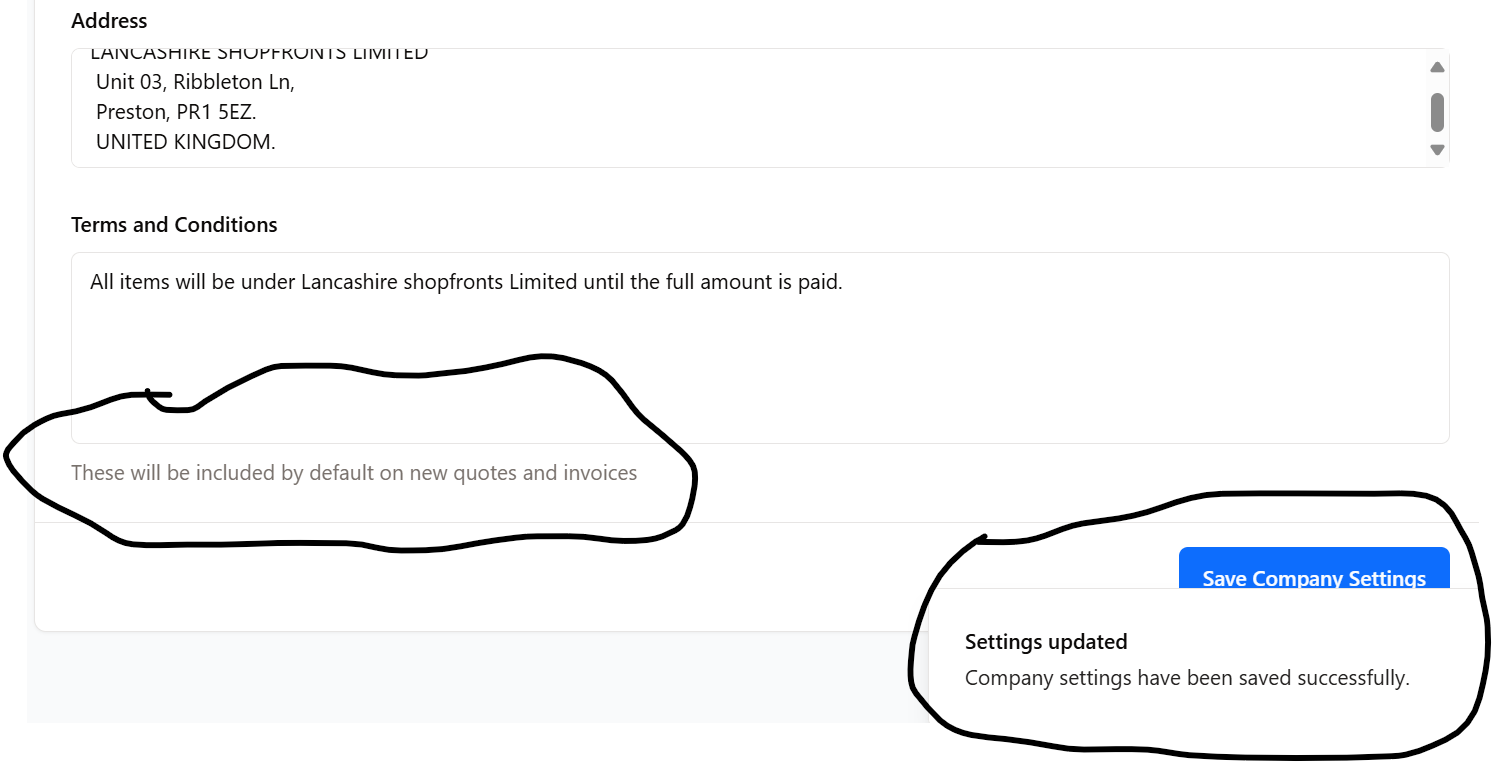 Address
LANCASHIRE SHOPFRONTS LIMITED
Unit 03, Ribbleton Ln,
Preston, PR1 5EZ.
UNITED KINGDOM.
Terms and Conditions
All items will be under Lancashire shopfronts Limited until the full amount is paid.
These will be included by default on new quotes and invoices
Save Company Settings
Settings updated
Company settings have been saved successfully.